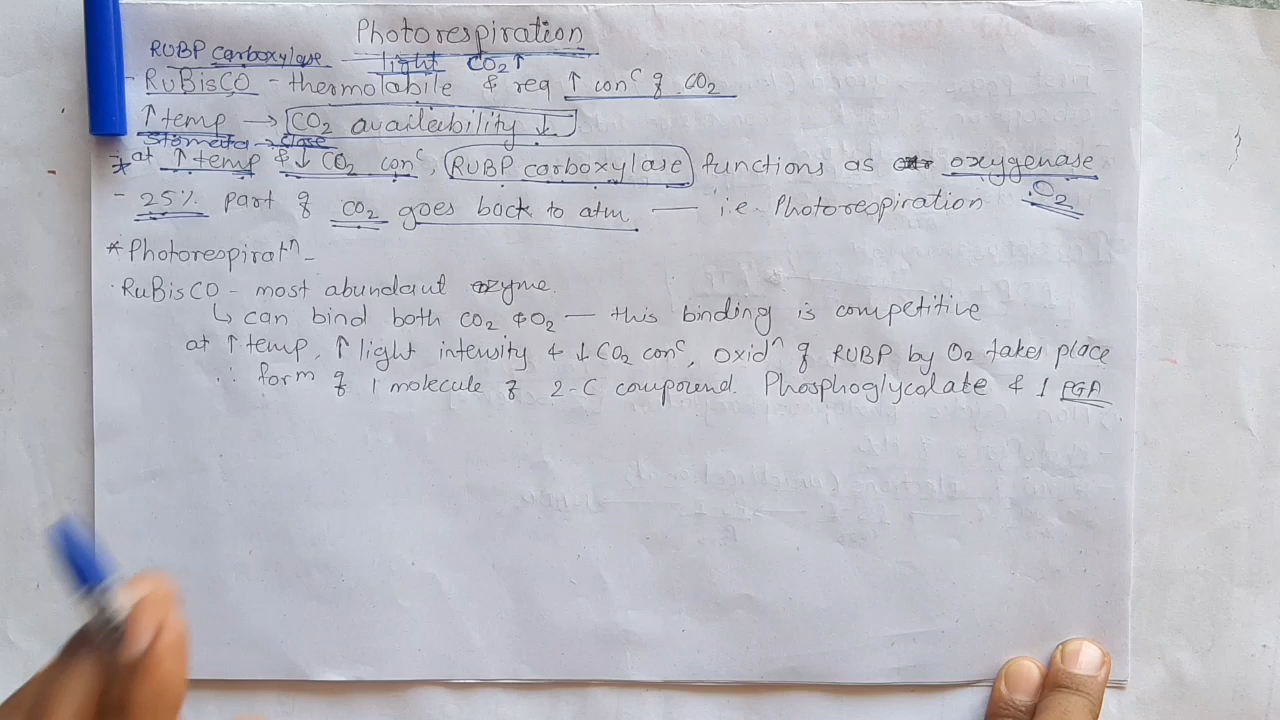 Photorespiration
RUBP carboxylase light CO2↑
- RuBisCO - thermolabile & req ↑ conc of CO2
↑ temp → CO2 availability ↓
Stomata → close
* at ↑ temp & ↓ CO2 conc, RUBP carboxylase functions as oxygenase
- 25% part of CO2 goes back to atm — i.e. Photorespiration O2
* Photorespiratn -
RuBisCO - most abundant enzyme.
↳ can bind both CO2 & O2 — this binding is competitive
at ↑ temp, ↑ light intensity & ↓ CO2 conc, oxidn of RUBP by O2 takes place
∴ form of 1 molecule of 2-C compound Phosphoglycolate & 1 PGA